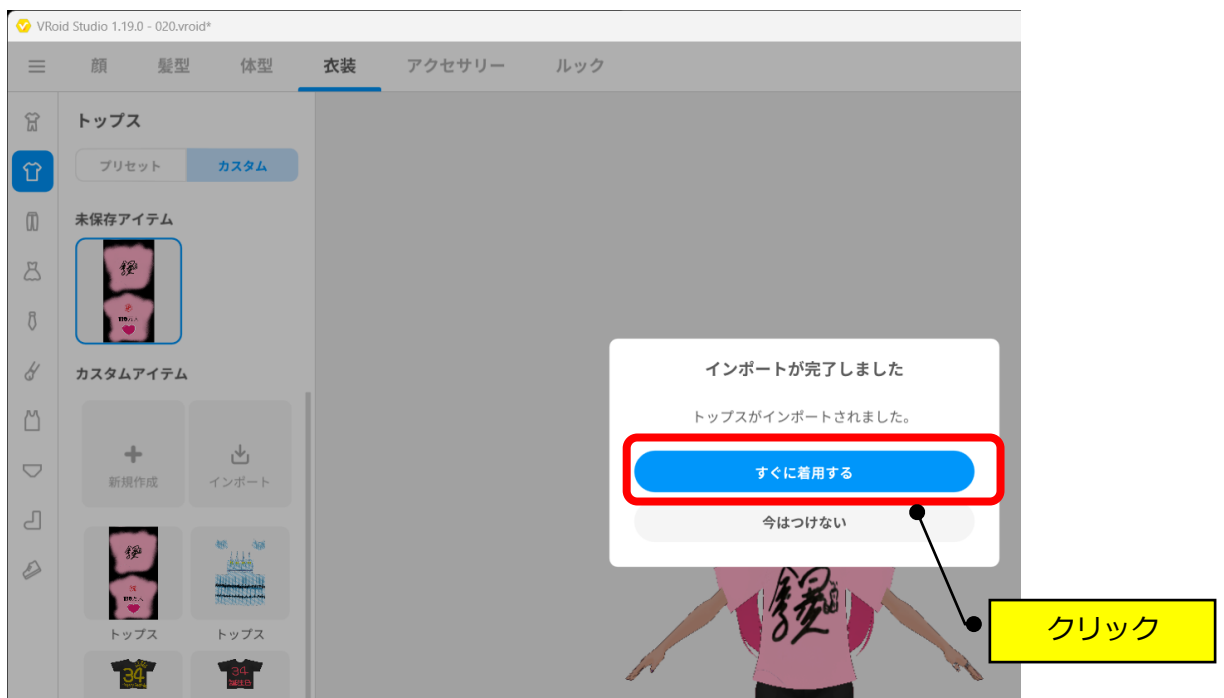 VRoid Studio 1.19.0 - 020.vroid*
顔 髪型 体型 衣装 アクセサリー ルック
トップス
プリセット カスタム
未保存アイテム
カスタムアイテム
新規作成 インポート
トップス トップス
34 34
誕生日
インポートが完了しました
トップスがインポートされました。
すぐに着用する
今はつけない
クリック